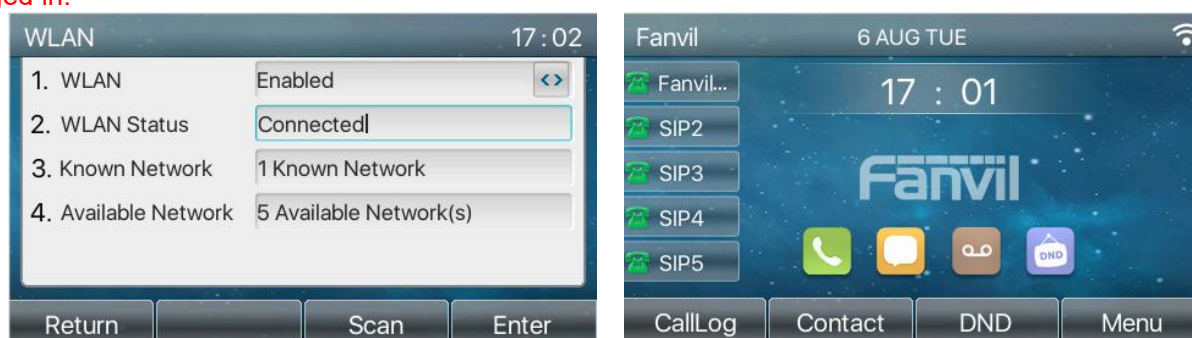 WLAN 17:02
1. WLAN Enabled <>
2. WLAN Status Connected
3. Known Network 1 Known Network
4. Available Network 5 Available Network(s)
Return Scan Enter
Fanvil 6 AUG TUE
Fanvil...
17 : 01
SIP2
SIP3
Fanvil
SIP4
DND
SIP5
CallLog Contact DND Menu